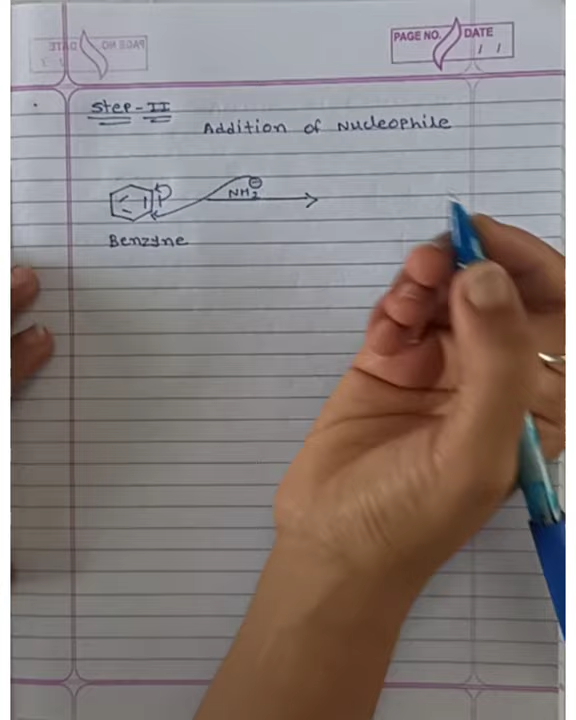 PAGE NO. DATE
/ /
Step-II
Addition of Nucleophile
NH₂⊖
Benzyne